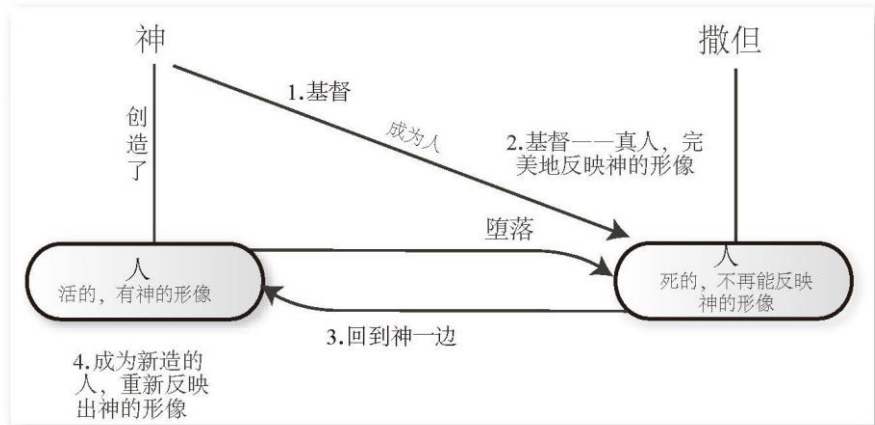 神
撒但
创造了
1.基督
成为人
2.基督——真人，完
美地反映神的形像
人
活的，有神的形像
堕落
人
死的，不再能反映
神的形像
3.回到神一边
4.成为新造的
人，重新反映
出神的形像